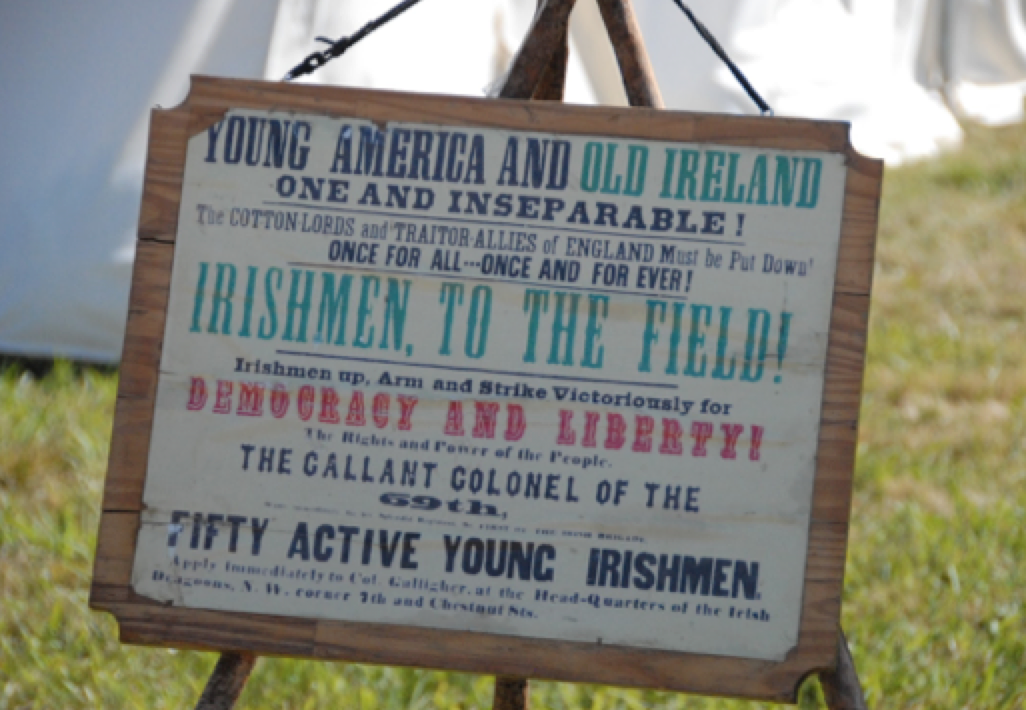 YOUNG AMERICA AND OLD IRELAND
ONE AND INSEPARABLE!
The COTTON-LORDS and TRAITOR-ALLIES of ENGLAND Must be Put Down!
ONCE FOR ALL---ONCE AND FOR EVER!
IRISHMEN, TO THE FIELD!
Irishmen up, Arm and Strike Victoriously for
DEMOCRACY AND LIBERTY!
The Rights and Power of the People.
THE GALLANT COLONEL OF THE
69th,
FIFTY ACTIVE YOUNG IRISHMEN.
Apply immediately to Col. Galligher, at the Head-Quarters of the Irish
Dragoons, N. W. corner 7th and Chestnut Sts.